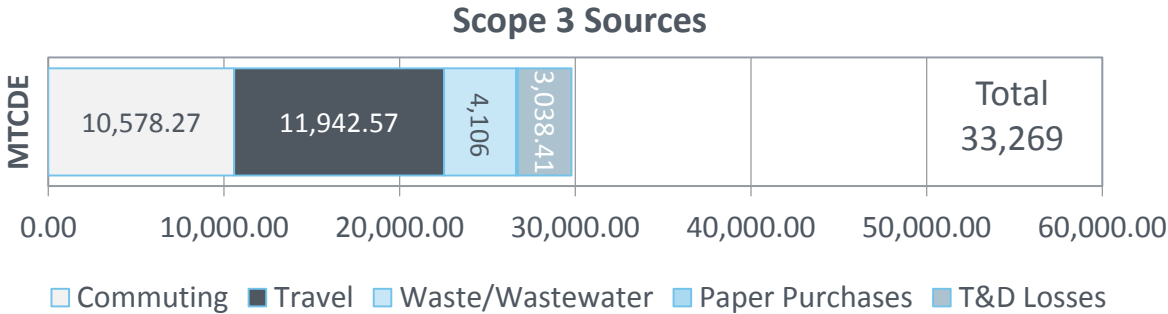 Scope 3 Sources
MTCDE
10,578.27
11,942.57
4,106
3,038.41
Total
33,269
0.00 10,000.00 20,000.00 30,000.00 40,000.00 50,000.00 60,000.00
Commuting Travel Waste/Wastewater Paper Purchases T&D Losses